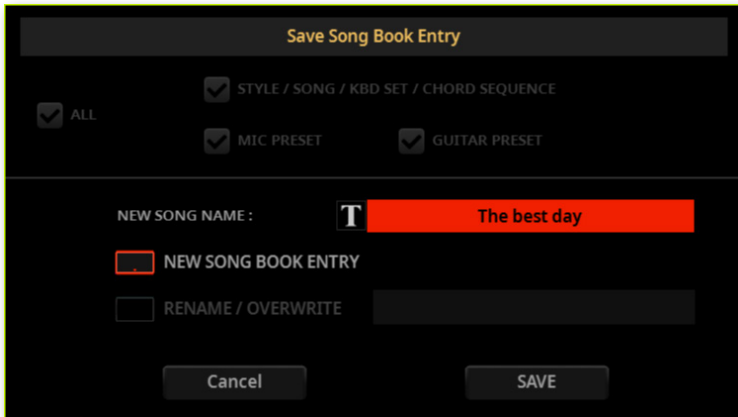 Save Song Book Entry
STYLE / SONG / KBD SET / CHORD SEQUENCE
ALL
MIC PRESET GUITAR PRESET
NEW SONG NAME : T The best day
NEW SONG BOOK ENTRY
RENAME / OVERWRITE
Cancel SAVE